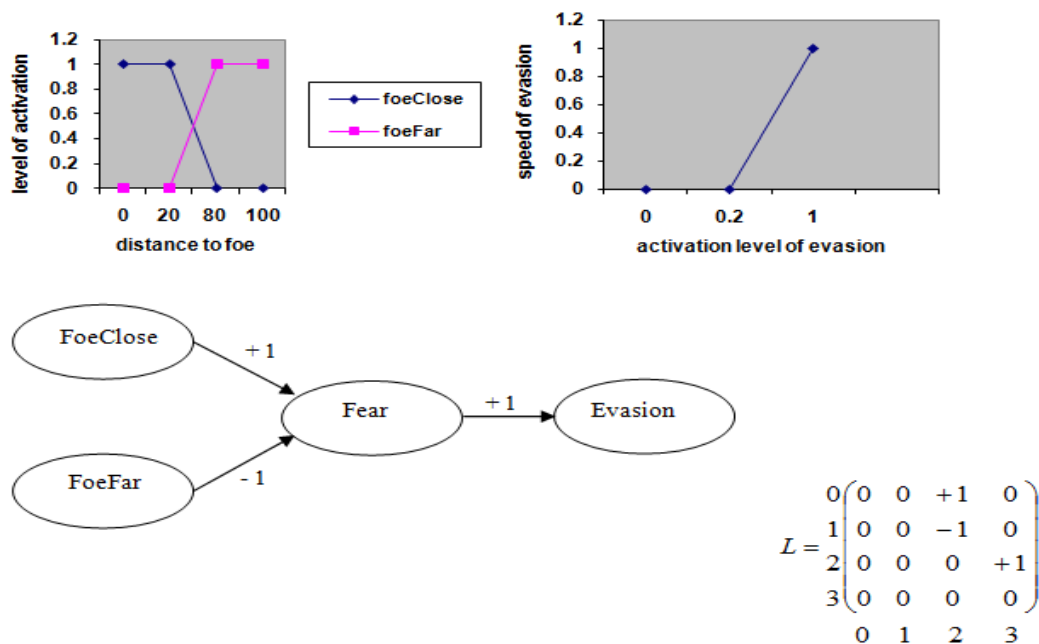 level of activation
1.2
1
0.8
0.6
0.4
0.2
0
0 20 80 100
distance to foe
foeClose
foeFar
speed of evasion
1.2
1
0.8
0.6
0.4
0.2
0
0 0.2 1
activation level of evasion
FoeClose
+ 1
Fear
+ 1
Evasion
FoeFar
- 1
L =
0 0 0 +1 0
1 0 0 −1 0
2 0 0 0 +1
3 0 0 0 0
0 1 2 3